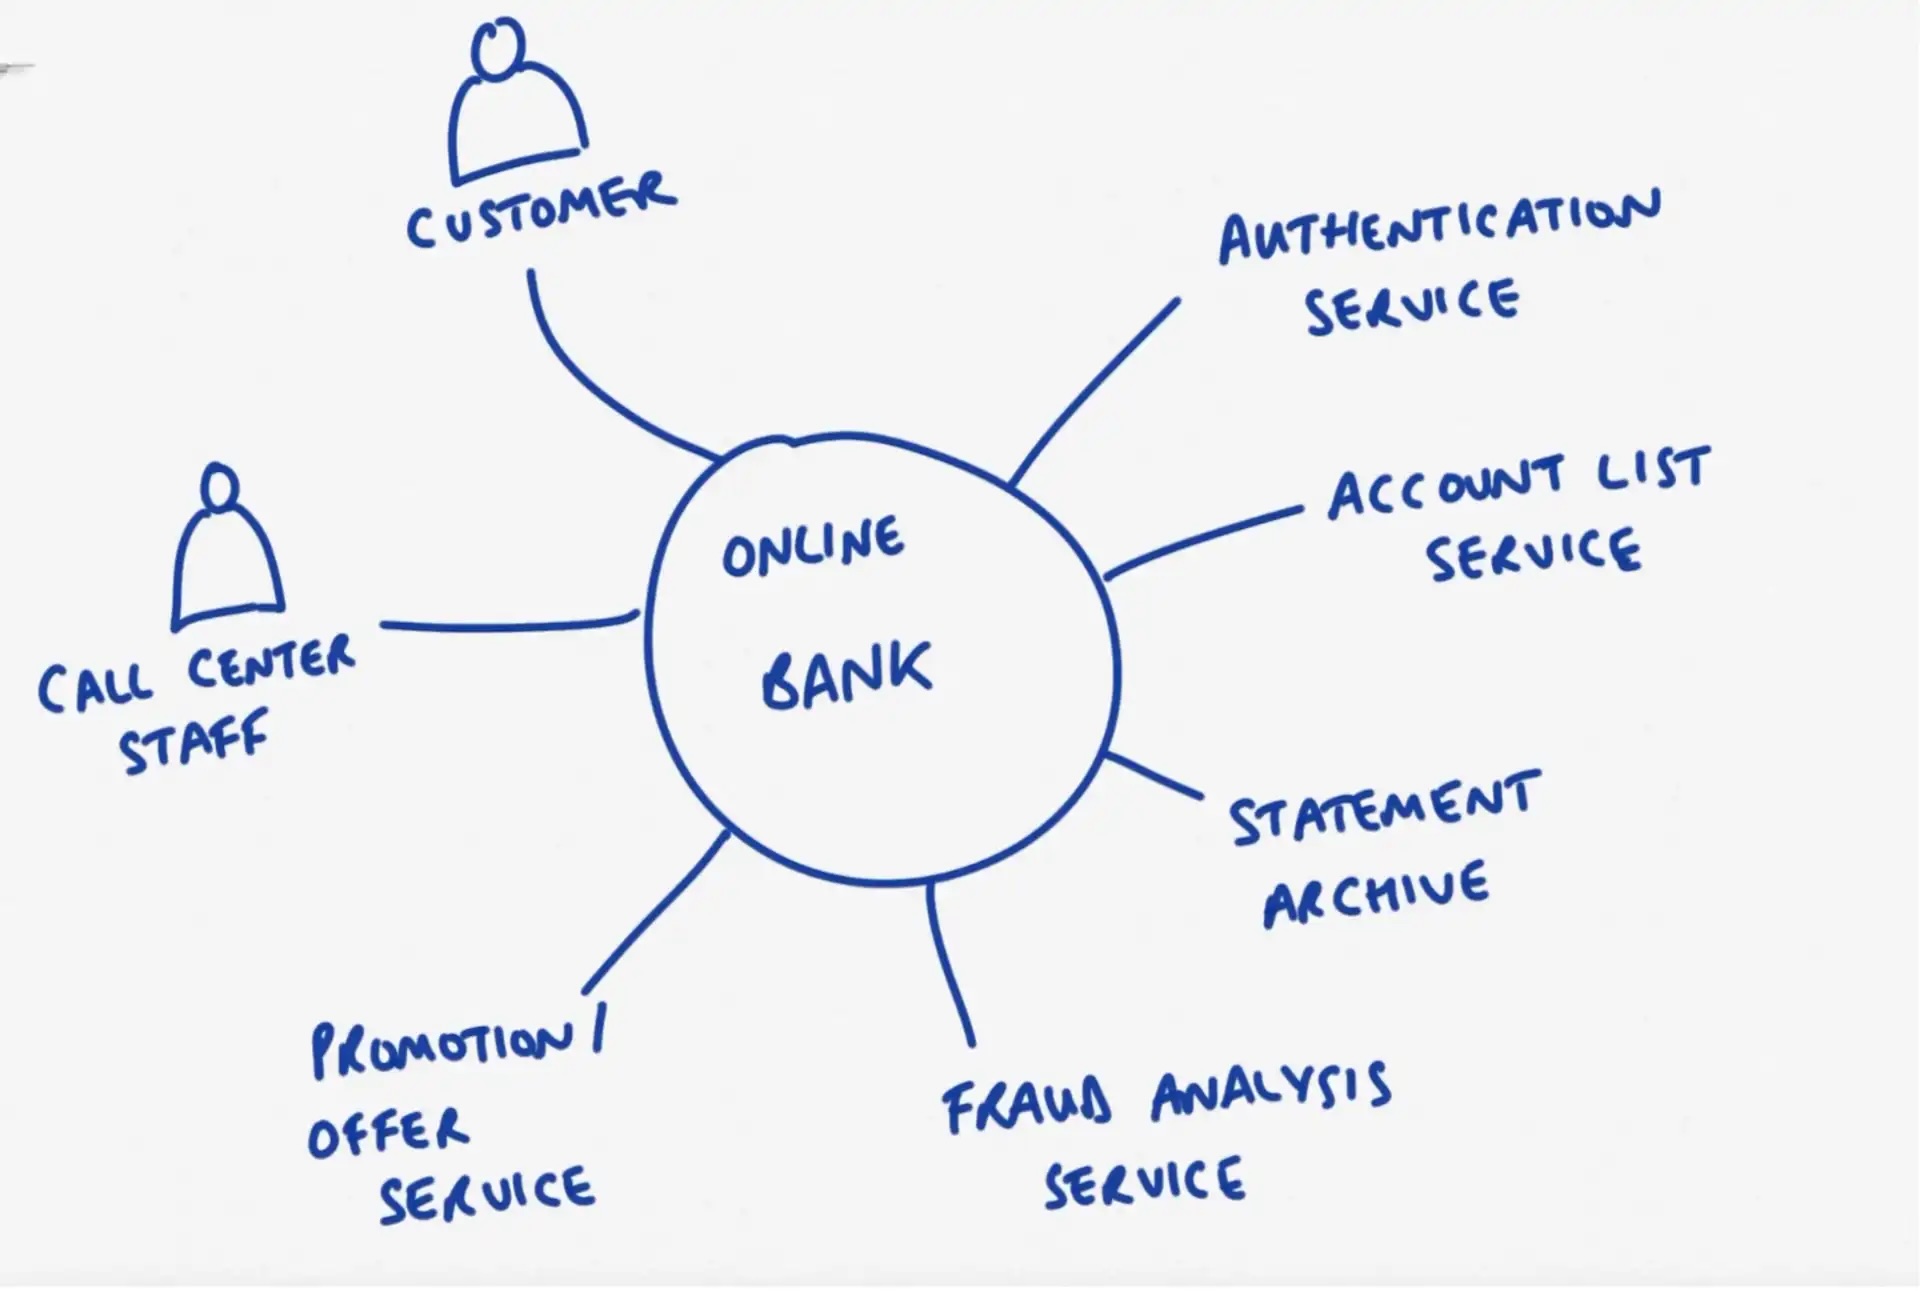 CUSTOMER
AUTHENTICATION
SERVICE
ACCOUNT LIST
SERVICE
ONLINE
BANK
CALL CENTER
STAFF
STATEMENT
ARCHIVE
PROMOTION /
OFFER
SERVICE
FRAUD ANALYSIS
SERVICE